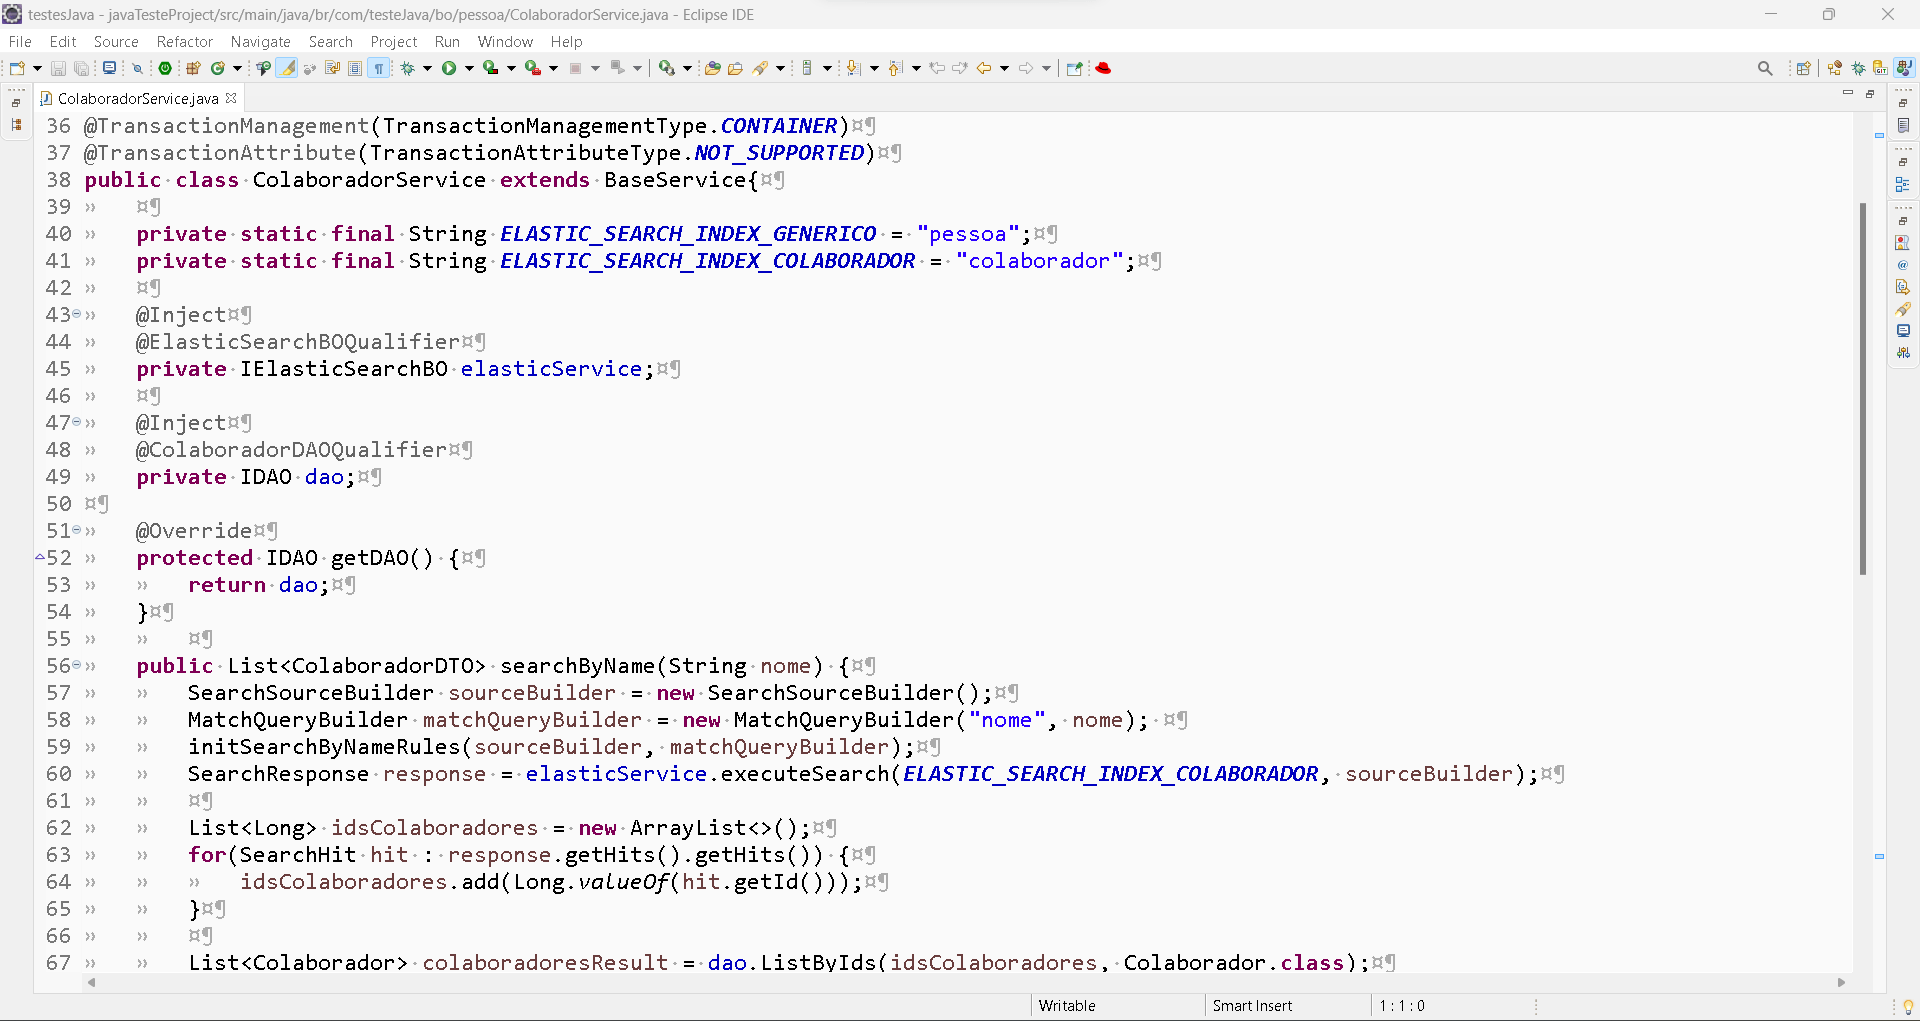 testesJava - javaTesteProject/src/main/java/br/com/testeJava/bo/pessoa/ColaboradorService.java - Eclipse IDE
File Edit Source Refactor Navigate Search Project Run Window Help
ColaboradorService.java
36 @TransactionManagement(TransactionManagementType.CONTAINER)¤¶
37 @TransactionAttribute(TransactionAttributeType.NOT_SUPPORTED)¤¶
38 public·class·ColaboradorService·extends·BaseService{¤¶
39 » ¤¶
40 » private·static·final·String·ELASTIC_SEARCH_INDEX_GENERICO·=·"pessoa";¤¶
41 » private·static·final·String·ELASTIC_SEARCH_INDEX_COLABORADOR·=·"colaborador";¤¶
42 » ¤¶
43 » @Inject¤¶
44 » @ElasticSearchBOQualifier¤¶
45 » private·IElasticSearchBO·elasticService;¤¶
46 » ¤¶
47 » @Inject¤¶
48 » @ColaboradorDAOQualifier¤¶
49 » private·IDAO·dao;¤¶
50 ¤¶
51 » @Override¤¶
52 » protected·IDAO·getDAO()·{¤¶
53 » » return·dao;¤¶
54 » }¤¶
55 » » ¤¶
56 » public·List<ColaboradorDTO>·searchByName(String·nome)·{¤¶
57 » » SearchSourceBuilder·sourceBuilder·=·new·SearchSourceBuilder();¤¶
58 » » MatchQueryBuilder·matchQueryBuilder·=·new·MatchQueryBuilder("nome",·nome);·¤¶
59 » » initSearchByNameRules(sourceBuilder,·matchQueryBuilder);¤¶
60 » » SearchResponse·response·=·elasticService.executeSearch(ELASTIC_SEARCH_INDEX_COLABORADOR,·sourceBuilder);¤¶
61 » » ¤¶
62 » » List<Long>·idsColaboradores·=·new·ArrayList<>();¤¶
63 » » for(SearchHit·hit·:·response.getHits().getHits())·{¤¶
64 » » » idsColaboradores.add(Long.valueOf(hit.getId()));¤¶
65 » » }¤¶
66 » » ¤¶
67 » » List<Colaborador>·colaboradoresResult·=·dao.ListByIds(idsColaboradores,·Colaborador.class);¤¶
Writable Smart Insert 1 : 1 : 0